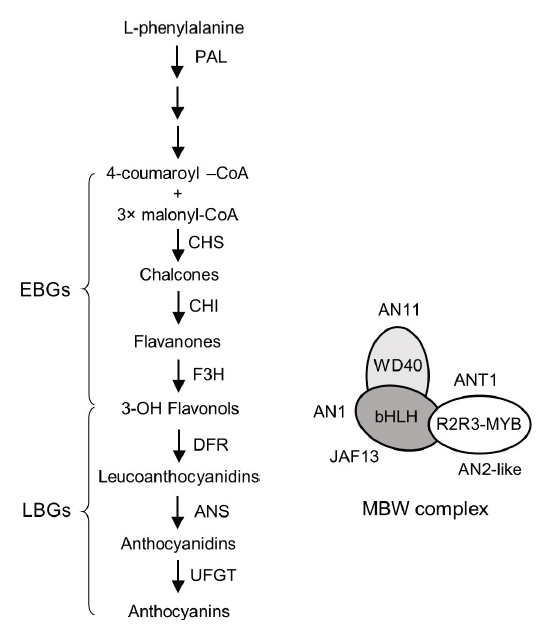 L-phenylalanine
PAL
4-coumaroyl –CoA
+
3× malonyl-CoA
CHS
Chalcones
EBGs
CHI
Flavanones
F3H
3-OH Flavonols
DFR
Leucoanthocyanidins
LBGs
ANS
Anthocyanidins
UFGT
Anthocyanins
AN11
WD40
ANT1
AN1
bHLH
R2R3-MYB
JAF13
AN2-like
MBW complex